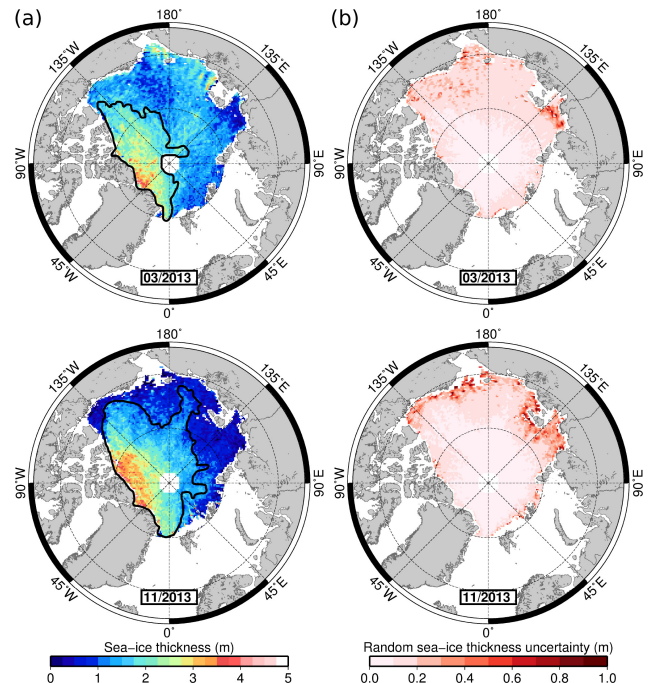 (a)
(b)
180˚
180˚
135˚W
135˚E
135˚W
135˚E
90˚W
90˚E
90˚W
90˚E
45˚W
45˚E
45˚W
45˚E
03/2013
03/2013
0˚
0˚
180˚
180˚
135˚W
135˚E
135˚W
135˚E
90˚W
90˚E
90˚W
90˚E
45˚W
45˚E
45˚W
45˚E
11/2013
11/2013
0˚
0˚
Sea−ice thickness (m)
Random sea−ice thickness uncertainty (m)
0 1 2 3 4 5
0.0 0.2 0.4 0.6 0.8 1.0